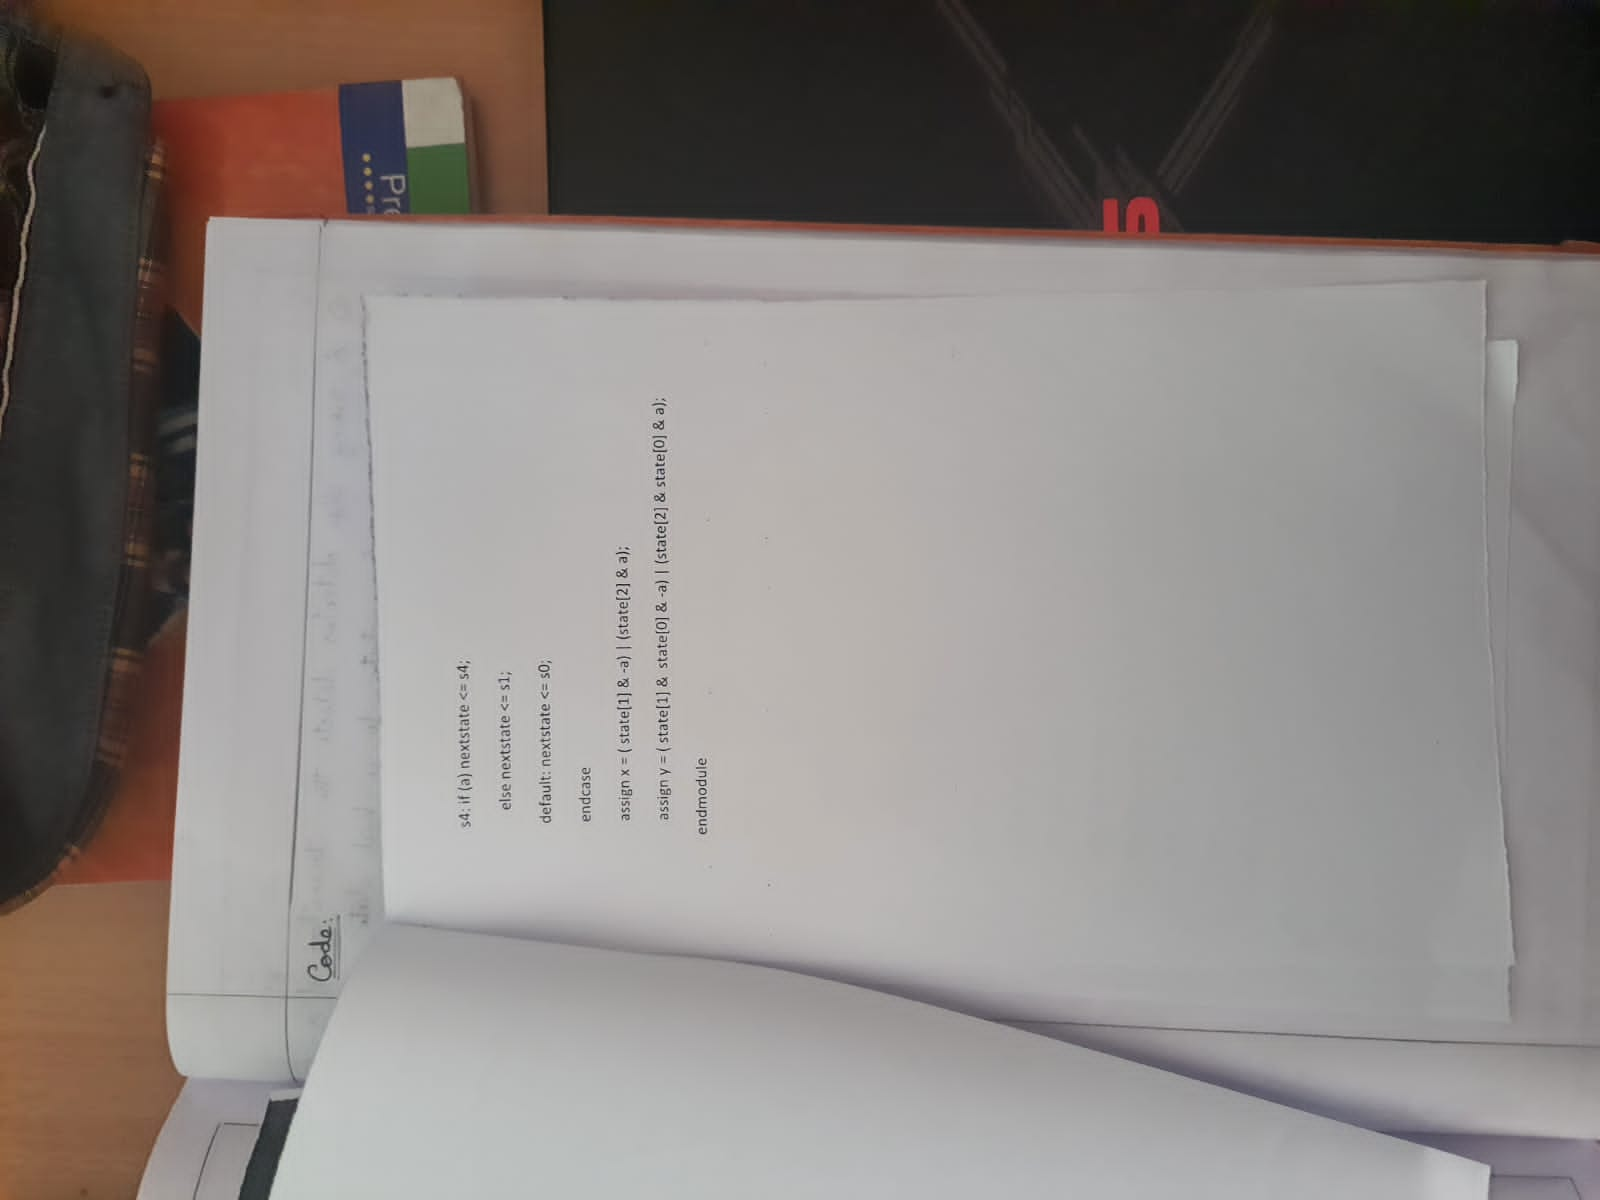 Code:
s4: if (a) nextstate <= s4;
else nextstate <= s1;
default: nextstate <= s0;
endcase
assign x = ( state[1] & -a) | (state[2] & a);
assign y = ( state[1] &  state[0] & -a) | (state[2] & state[0] & a);
endmodule
Pre
5